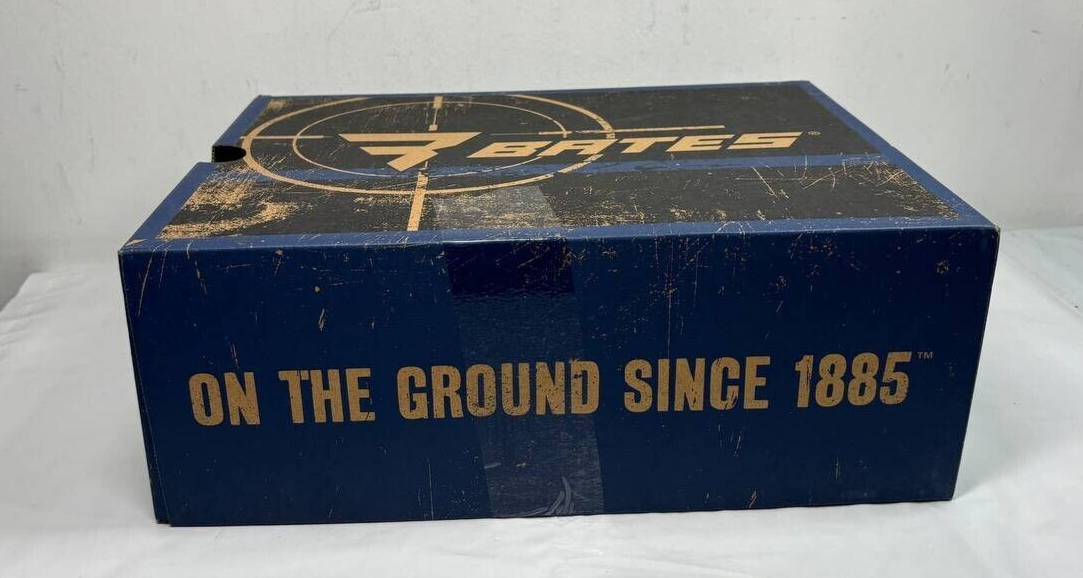 BATES®
ON THE GROUND SINCE 1885™